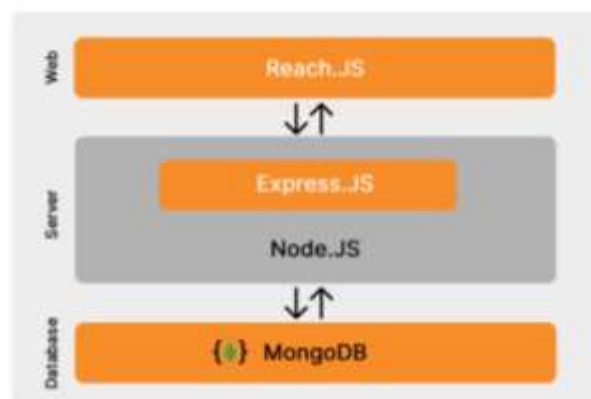 Web
Reach.JS
Server
Express.JS
Node.JS
Database
{ } MongoDB